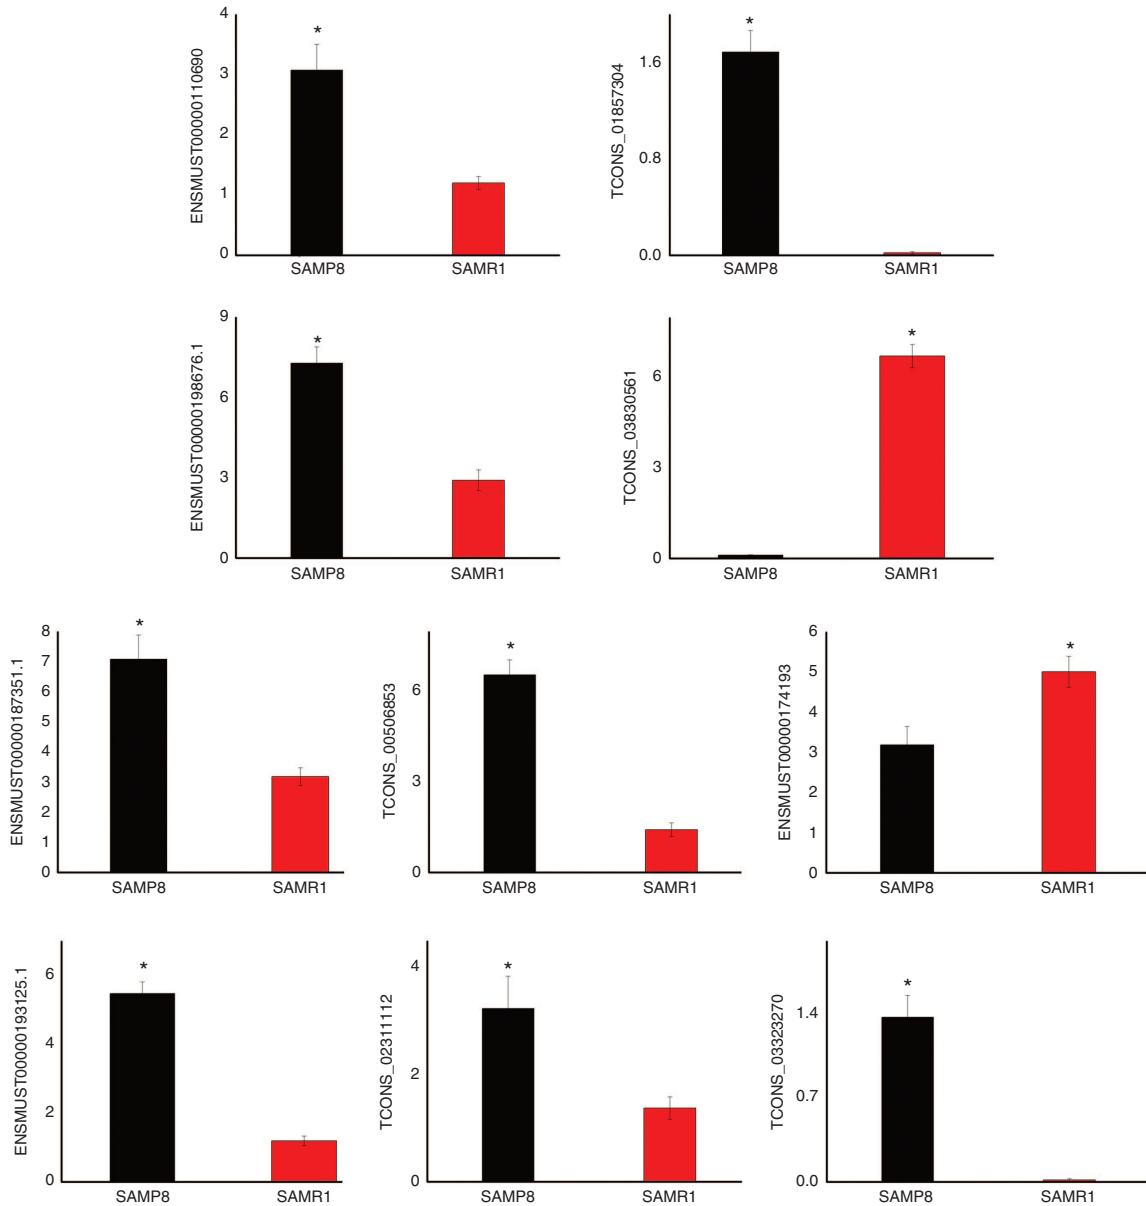 ENSMUST00000110690
4
3
2
1
0
*
SAMP8
SAMR1
TCONS_01857304
1.6
0.8
0.0
*
SAMP8
SAMR1
ENSMUST00000198676.1
9
6
3
0
*
SAMP8
SAMR1
TCONS_03830561
6
3
0
*
SAMP8
SAMR1
ENSMUST00000187351.1
8
7
6
5
4
3
2
1
0
*
SAMP8
SAMR1
TCONS_00506853
6
3
0
*
SAMP8
SAMR1
ENSMUST00000174193
6
5
4
3
2
1
0
*
SAMP8
SAMR1
ENSMUST00000193125.1
6
4
2
0
*
SAMP8
SAMR1
TCONS_02311112
4
2
0
*
SAMP8
SAMR1
TCONS_03323270
1.4
0.7
0.0
*
SAMP8
SAMR1